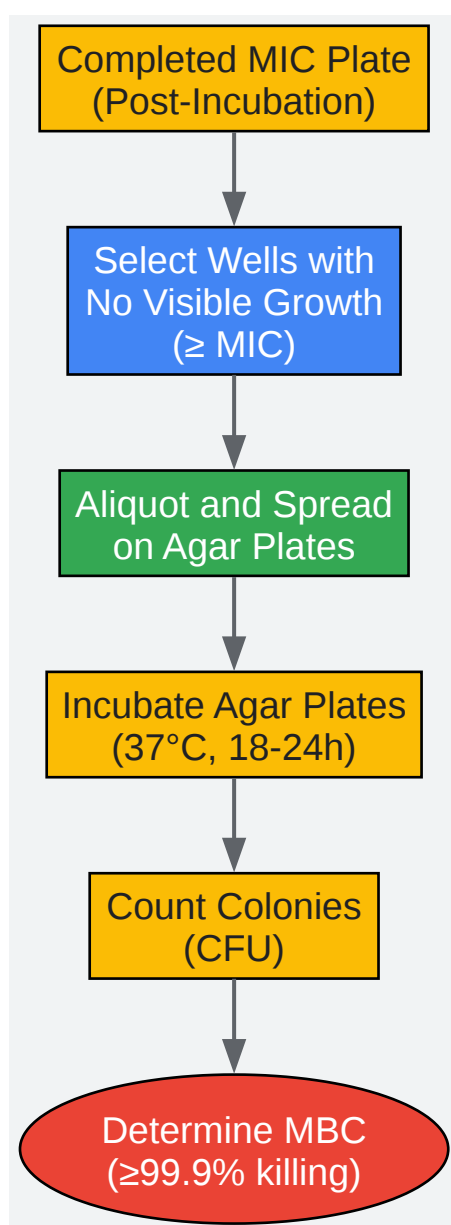 Completed MIC Plate
(Post-Incubation)
Select Wells with
No Visible Growth
(≥ MIC)
Aliquot and Spread
on Agar Plates
Incubate Agar Plates
(37°C, 18-24h)
Count Colonies
(CFU)
Determine MBC
(≥99.9% killing)